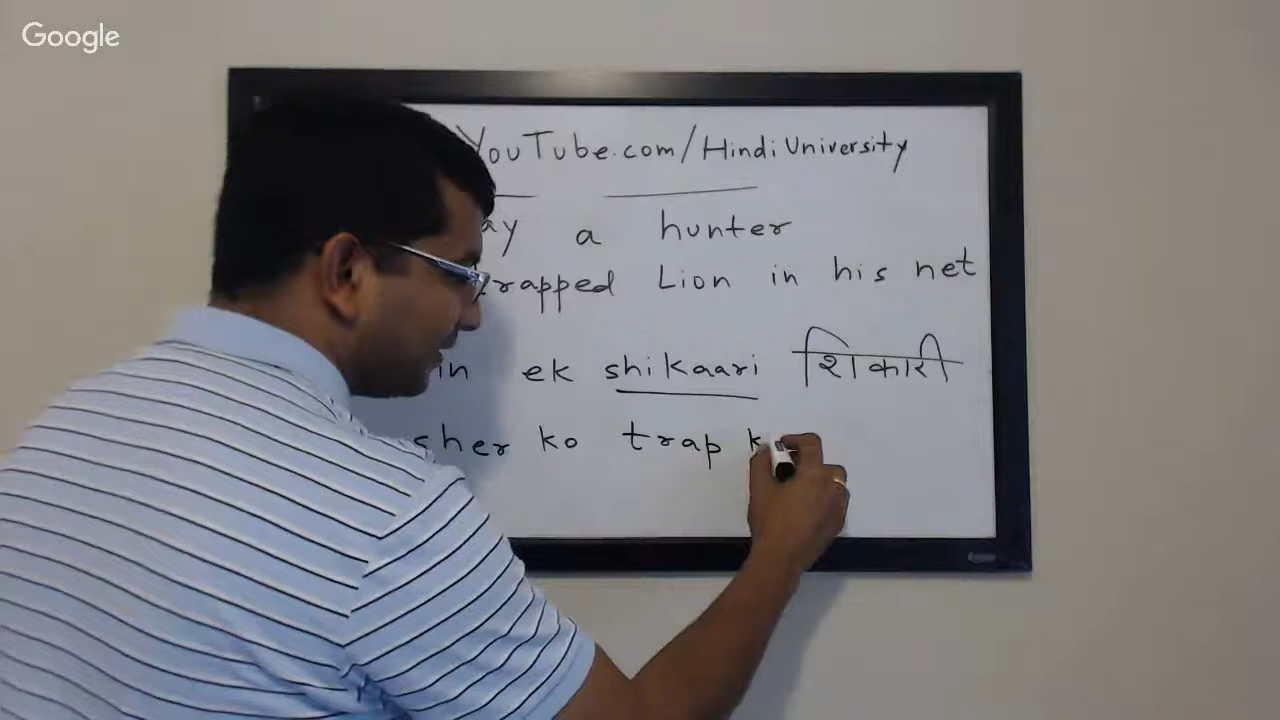 Google
YouTube.com/HindiUniversity
a hunter
Lion in his net
ek shikaari शिकारी
sher ko trap